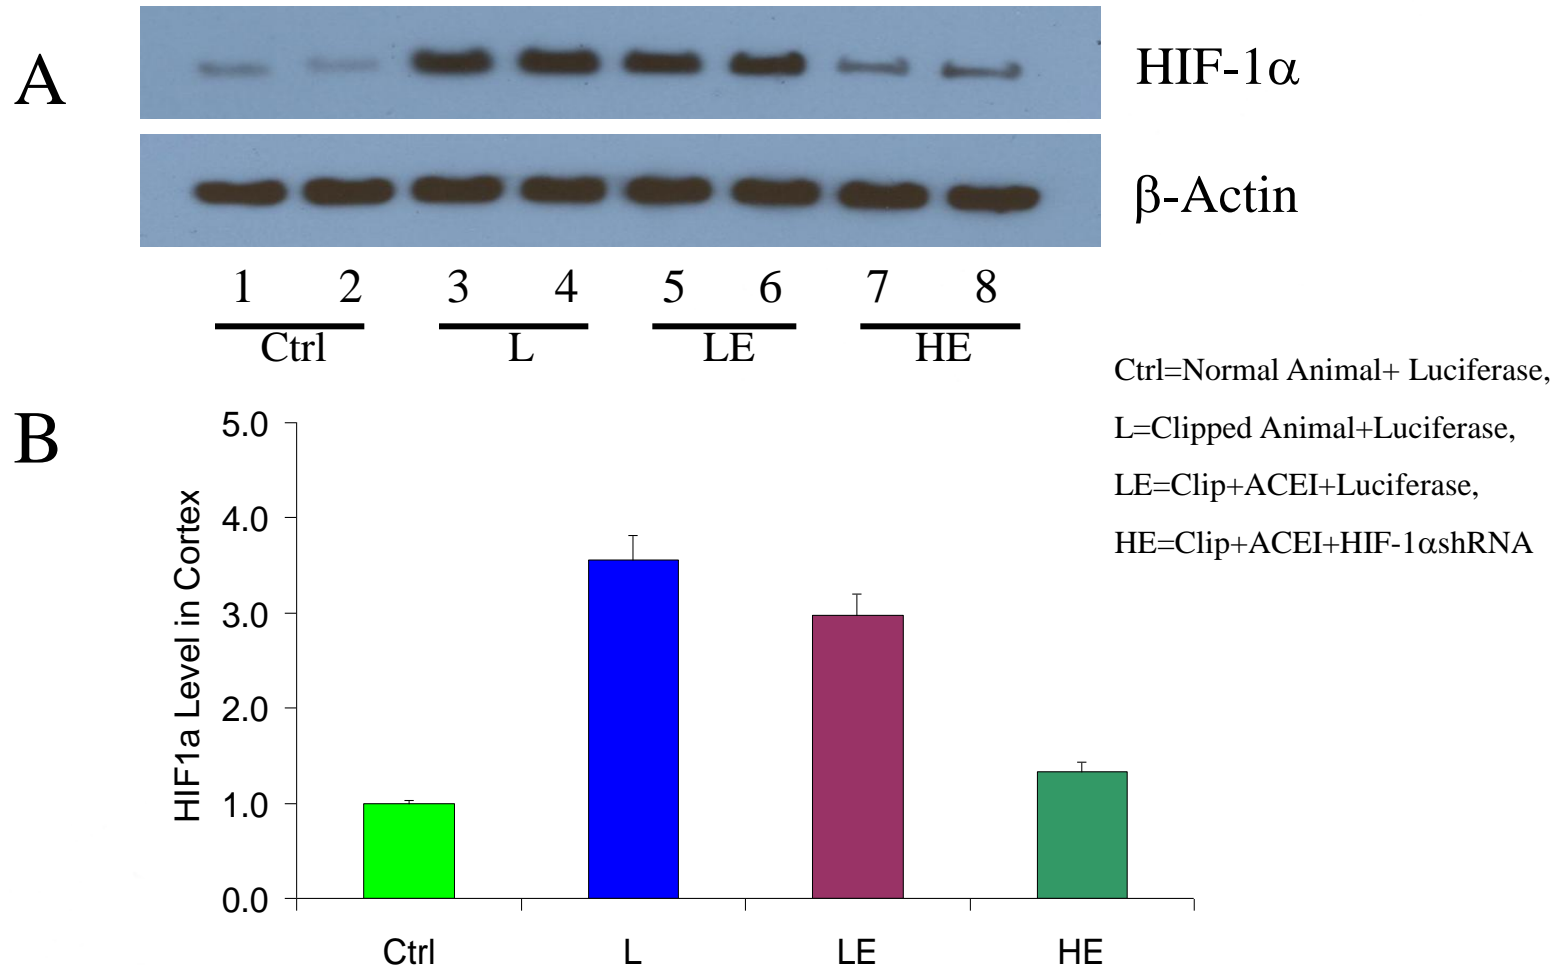 A
HIF-1α
β-Actin
1 2 3 4 5 6 7 8
Ctrl L LE HE
Ctrl=Normal Animal+ Luciferase,
L=Clipped Animal+Luciferase,
LE=Clip+ACEI+Luciferase,
HE=Clip+ACEI+HIF-1αshRNA
B
HIF1a Level in Cortex
5.0
4.0
3.0
2.0
1.0
0.0
Ctrl L LE HE